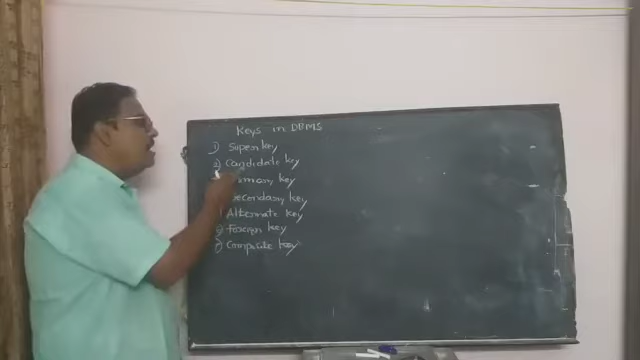 Keys in DBMS
1) Super key
2) Candidate key
key
Secondary key
Alternate key
Foreign key
Composite key